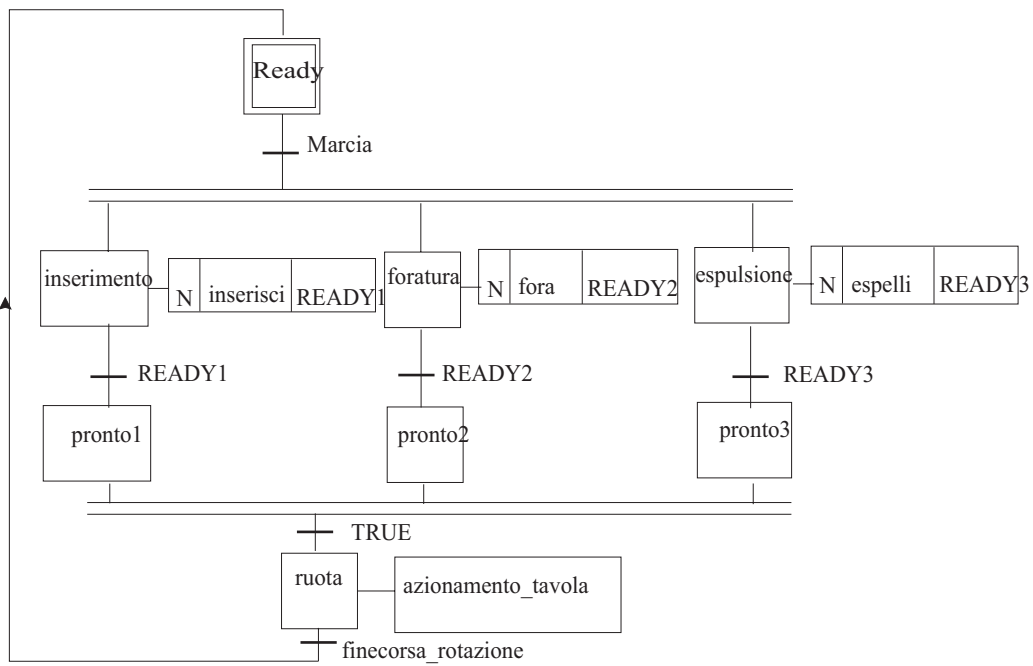 Ready
Marcia
inserimento
N inserisci READY1
foratura
N fora READY2
espulsione
N espelli READY3
READY1
READY2
READY3
pronto1
pronto2
pronto3
TRUE
ruota
azionamento_tavola
finecorsa_rotazione